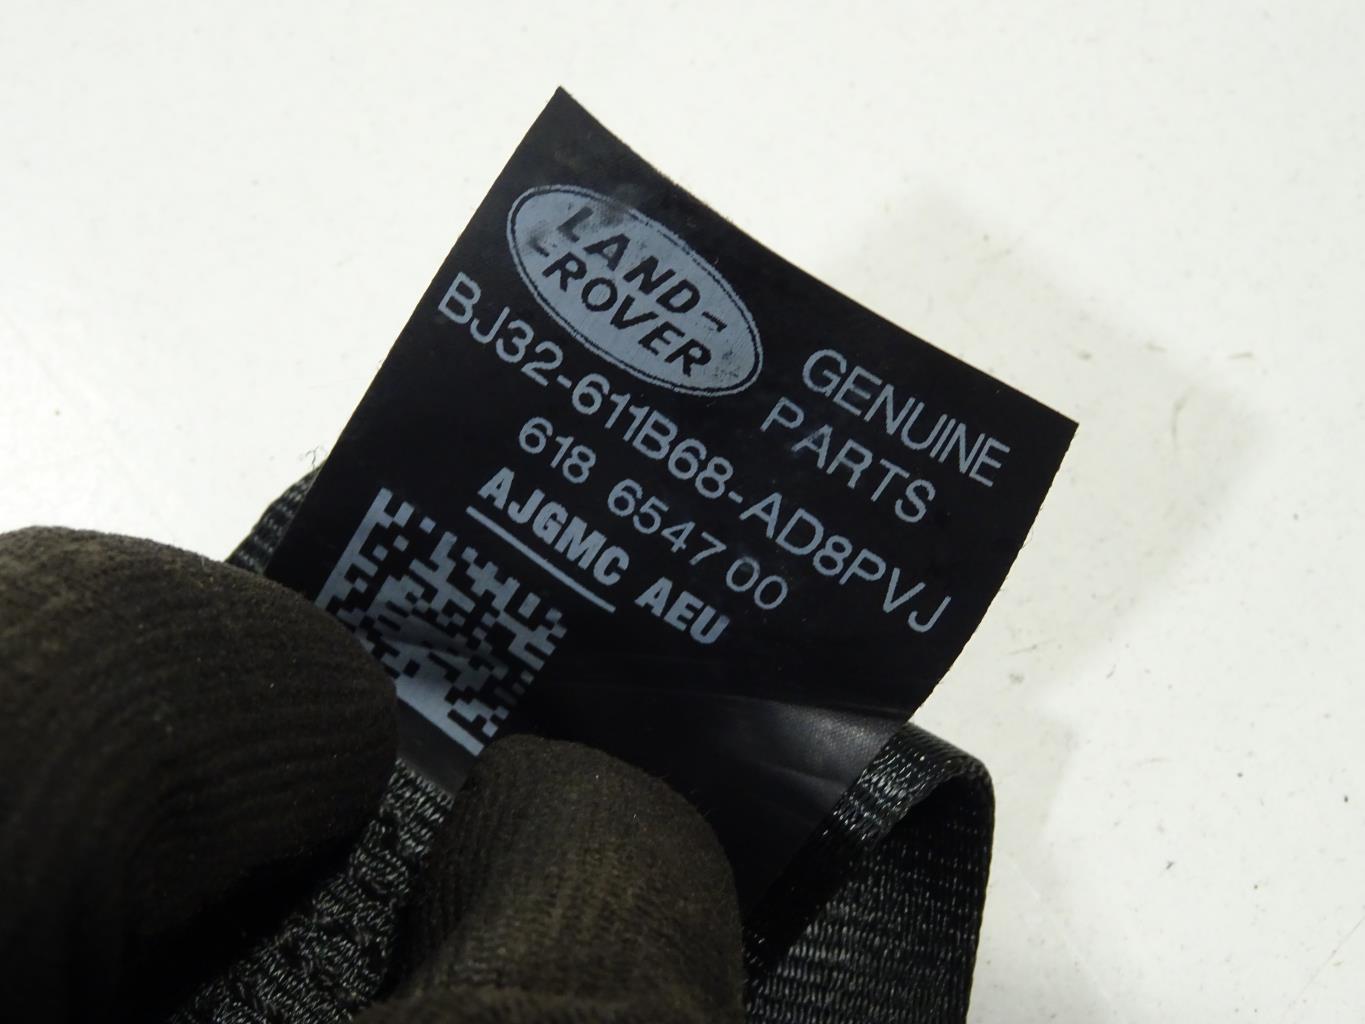 LAND-
-ROVER
GENUINE
PARTS
BJ32-611B68-AD8PVJ
618 6547 00
AJGMC AEU